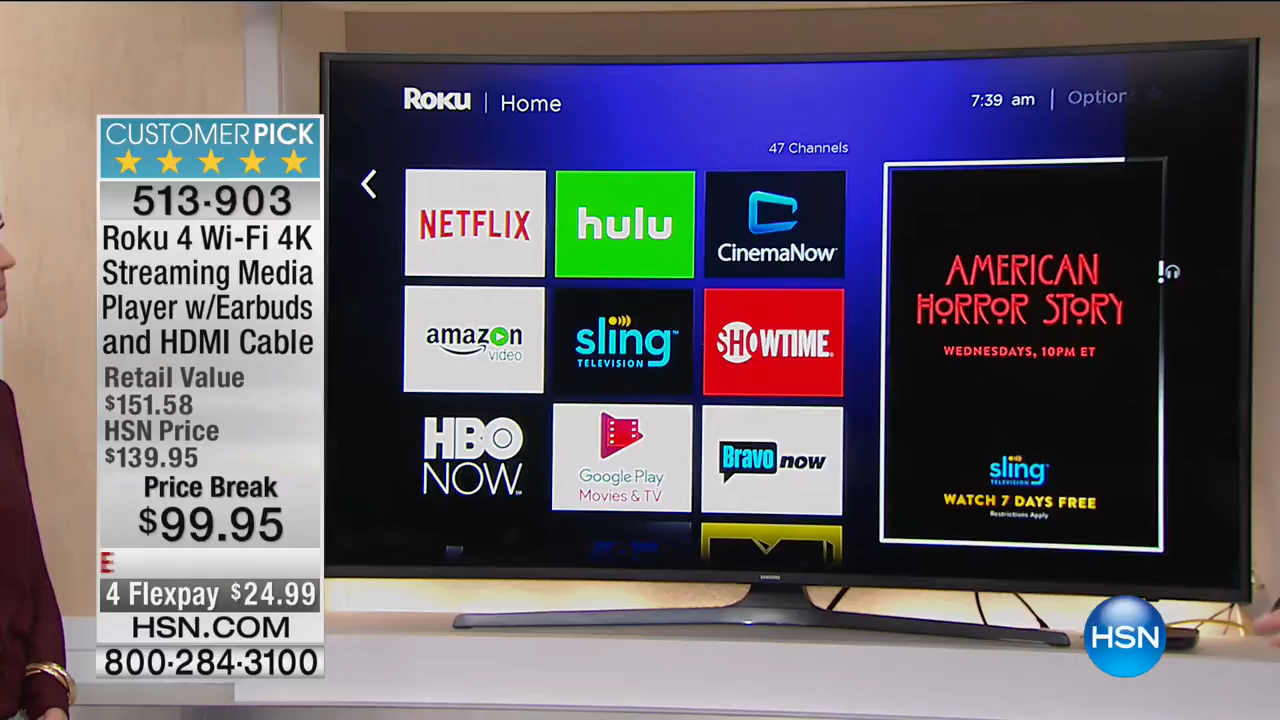 CUSTOMER PICK
513-903
Roku 4 Wi-Fi 4K
Streaming Media
Player w/Earbuds
and HDMI Cable
Retail Value
$151.58
HSN Price
$139.95
Price Break
$99.95
E
4 Flexpay $24.99
HSN.COM
800-284-3100
ROKU | Home
7:39 am |
47 Channels
NETFLIX
hulu
CinemaNow
amazon
video
sling
TELEVISION
SHOWTIME
HBO
NOW
Google Play
Movies & TV
Bravo now
AMERICAN
HORROR STORY
WEDNESDAYS, 10PM ET
sling
TELEVISION
WATCH 7 DAYS FREE
Restrictions Apply
SAMSUNG
HSN